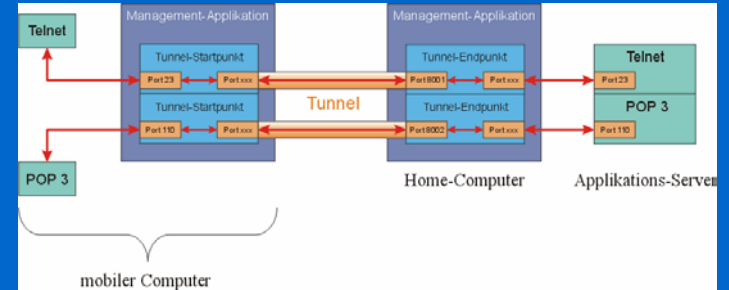 Management-Applikation
Management-Applikation
Telnet
Tunnel-Startpunkt
Tunnel-Endpunkt
Telnet
Port 23
Port xxx
Port 8001
Port xxx
Port 23
Tunnel
Tunnel-Startpunkt
Tunnel-Endpunkt
POP 3
Port 110
Port xxx
Port 8002
Port xxx
Port 110
POP 3
Home-Computer
Applikations-Server
mobiler Computer